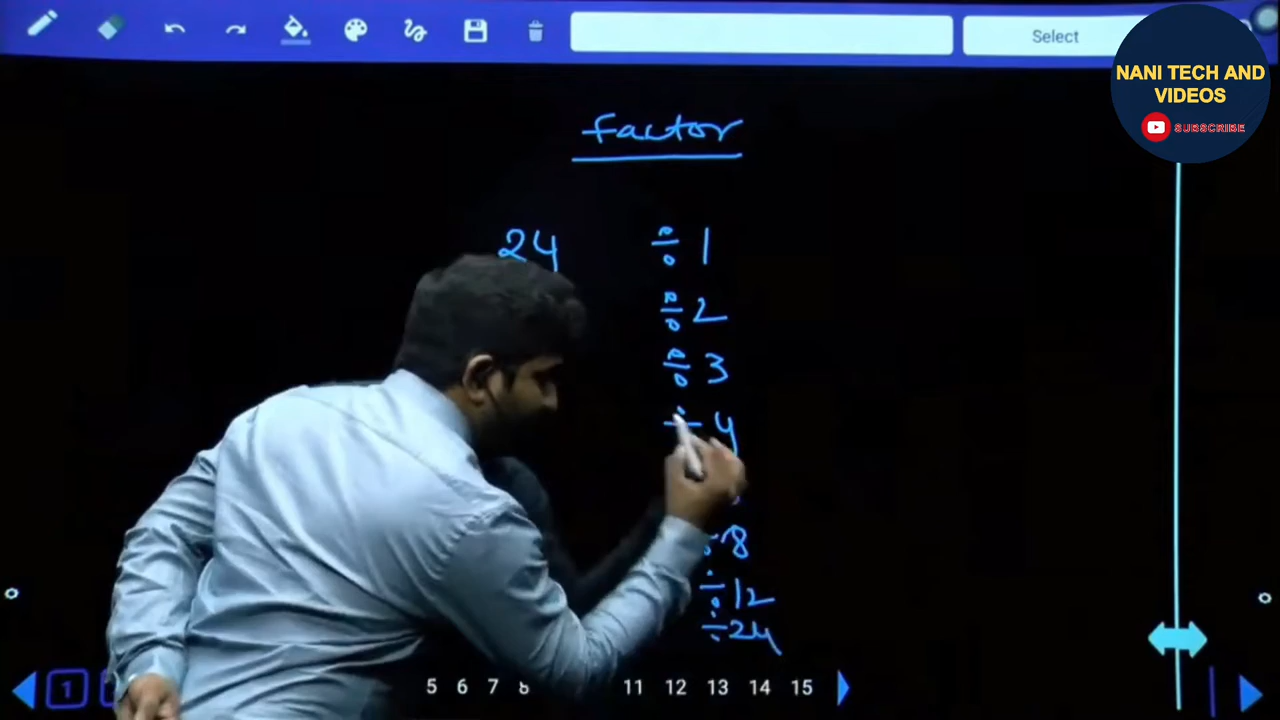 Select
NANI TECH AND
VIDEOS
SUBSCRIBE
Factor
24 ÷ 1
÷ 2
÷ 3
÷ 4
÷ 8
÷ 12
÷ 24
1 5 6 7 8 11 12 13 14 15